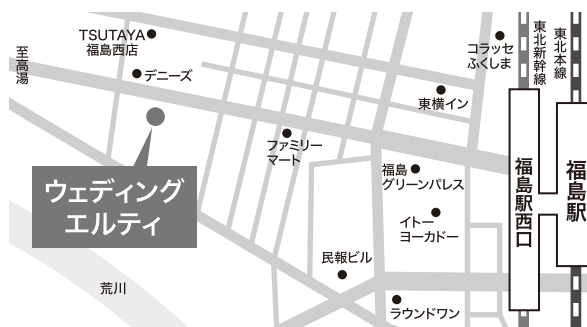 TSUTAYA
福島西店
至高湯
デニーズ
コラッセ
ふくしま
東北新幹線
東北本線
東横イン
ファミリー
マート
福島
グリーンパレス
福島駅西口
福島駅
ウェディング
エルティ
イトー
ヨーカドー
民報ビル
荒川
ラウンドワン